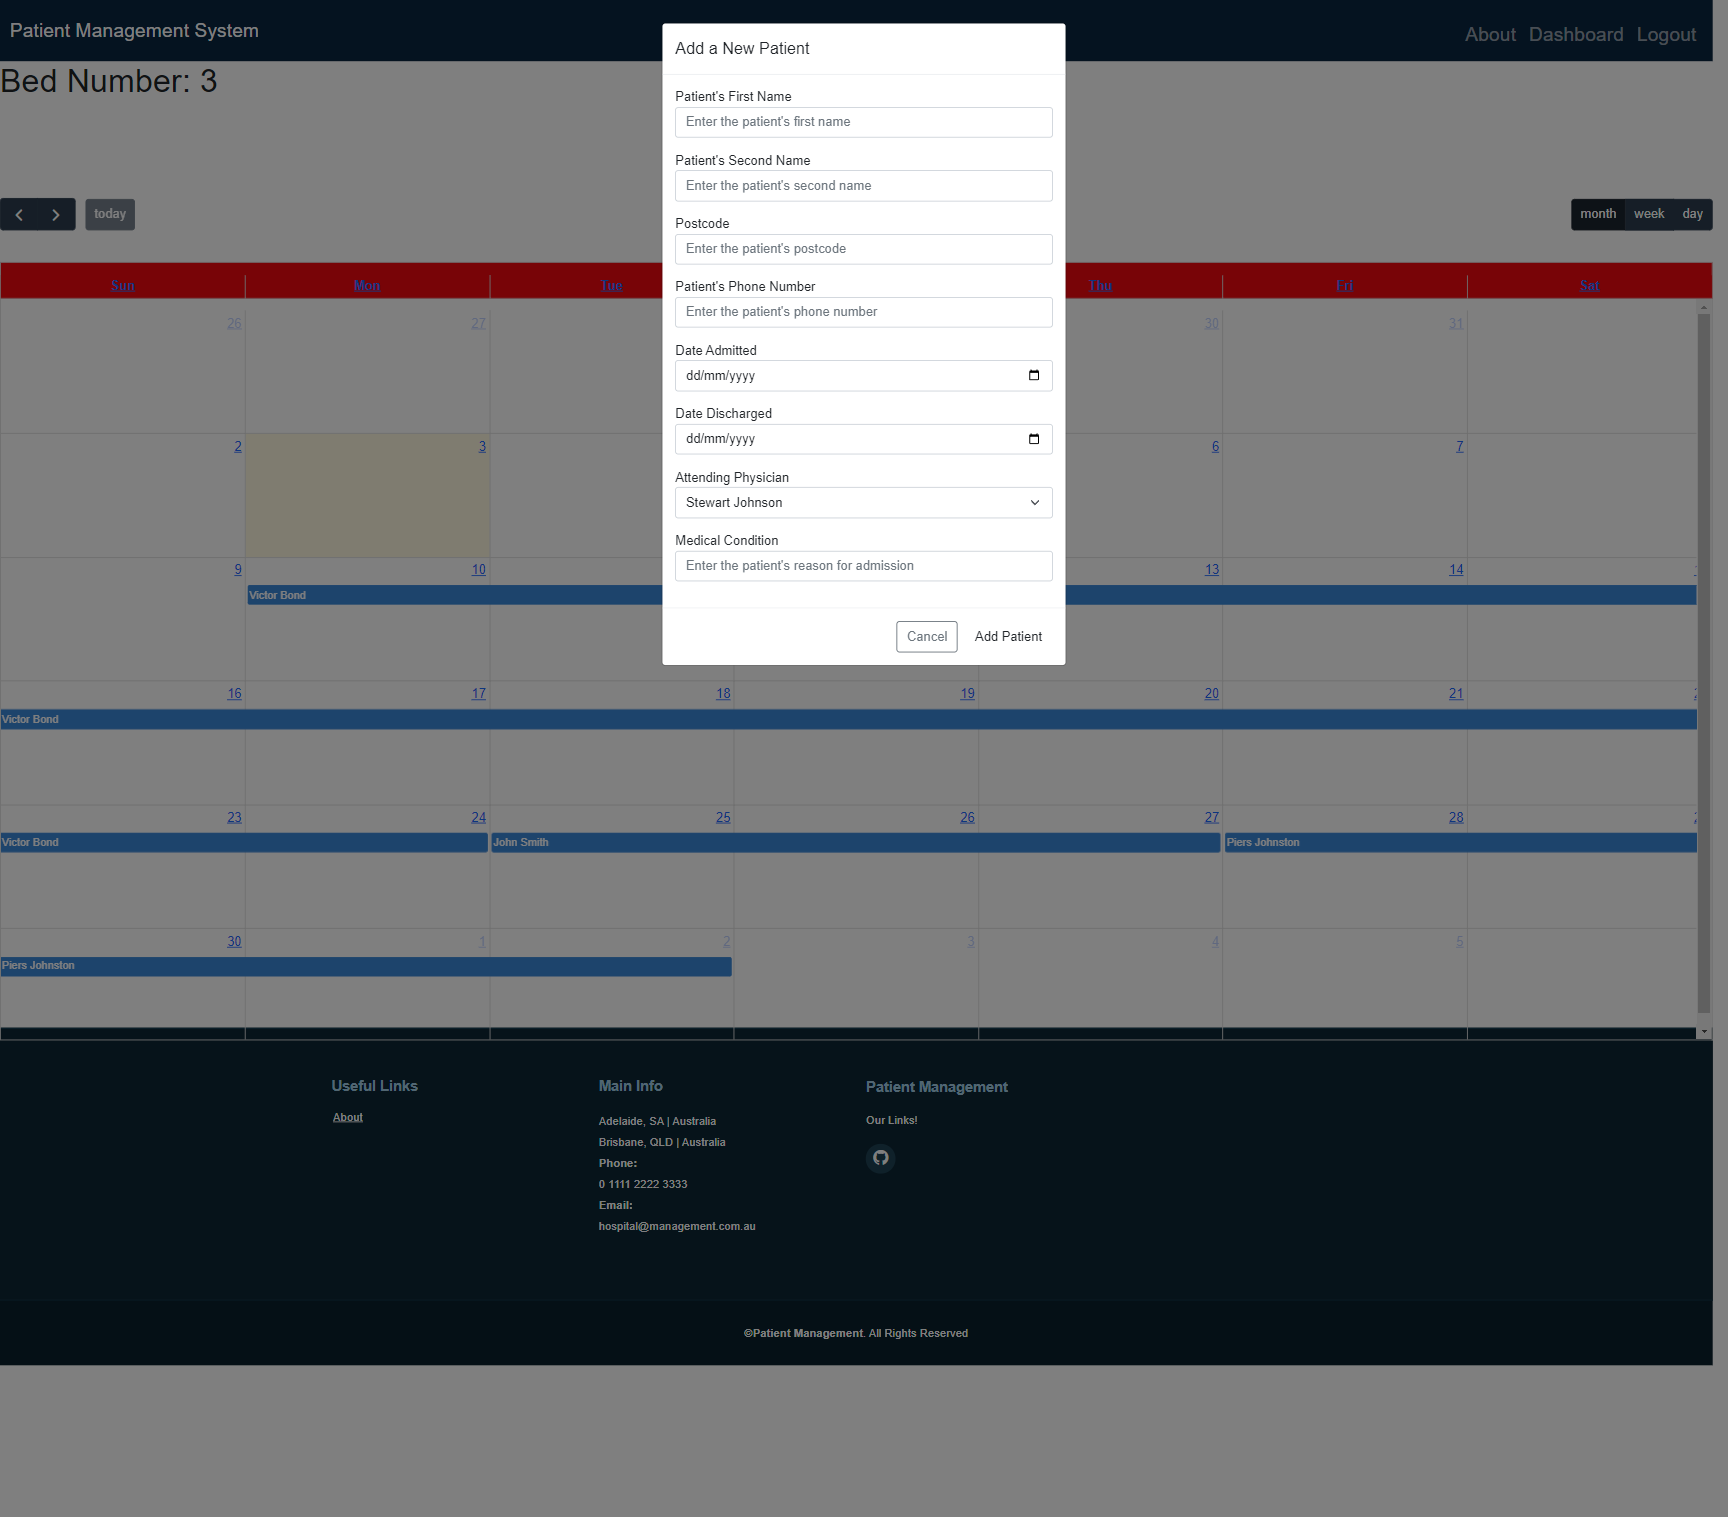 Patient Management System
About Dashboard Logout
Bed Number: 3
Add a New Patient
Patient's First Name
Enter the patient's first name
Patient's Second Name
Enter the patient's second name
Postcode
Enter the patient's postcode
Patient's Phone Number
Enter the patient's phone number
Date Admitted
dd/mm/yyyy
Date Discharged
dd/mm/yyyy
Attending Physician
Stewart Johnson
Medical Condition
Enter the patient's reason for admission
Cancel Add Patient
today
month week day
Sun Mon Tue Thu Fri Sat
26 27 30 31
2 3 6 7
9 10 13 14
Victor Bond
16 17 18 19 20 21
Victor Bond
23 24 25 26 27 28
Victor Bond John Smith Piers Johnston
30 1 2 3 4 5
Piers Johnston
Useful Links
About
Main Info
Adelaide, SA | Australia
Brisbane, QLD | Australia
Phone:
0 1111 2222 3333
Email:
hospital@management.com.au
Patient Management
Our Links!
©Patient Management. All Rights Reserved